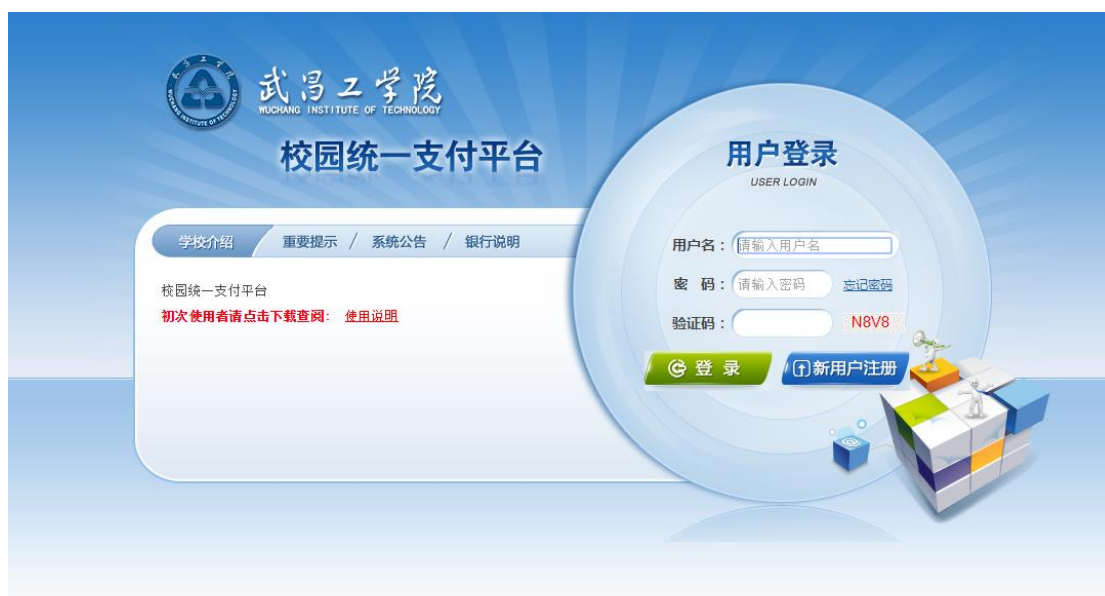 武昌工学院
WUCHANG INSTITUTE OF TECHNOLOGY
校园统一支付平台
学校介绍 / 重要提示 / 系统公告 / 银行说明
校园统一支付平台
初次使用者请点击下载查阅： 使用说明
用户登录
USER LOGIN
用户名： 请输入用户名
密 码： 请输入密码 忘记密码
验证码： N8V8
登 录 新用户注册